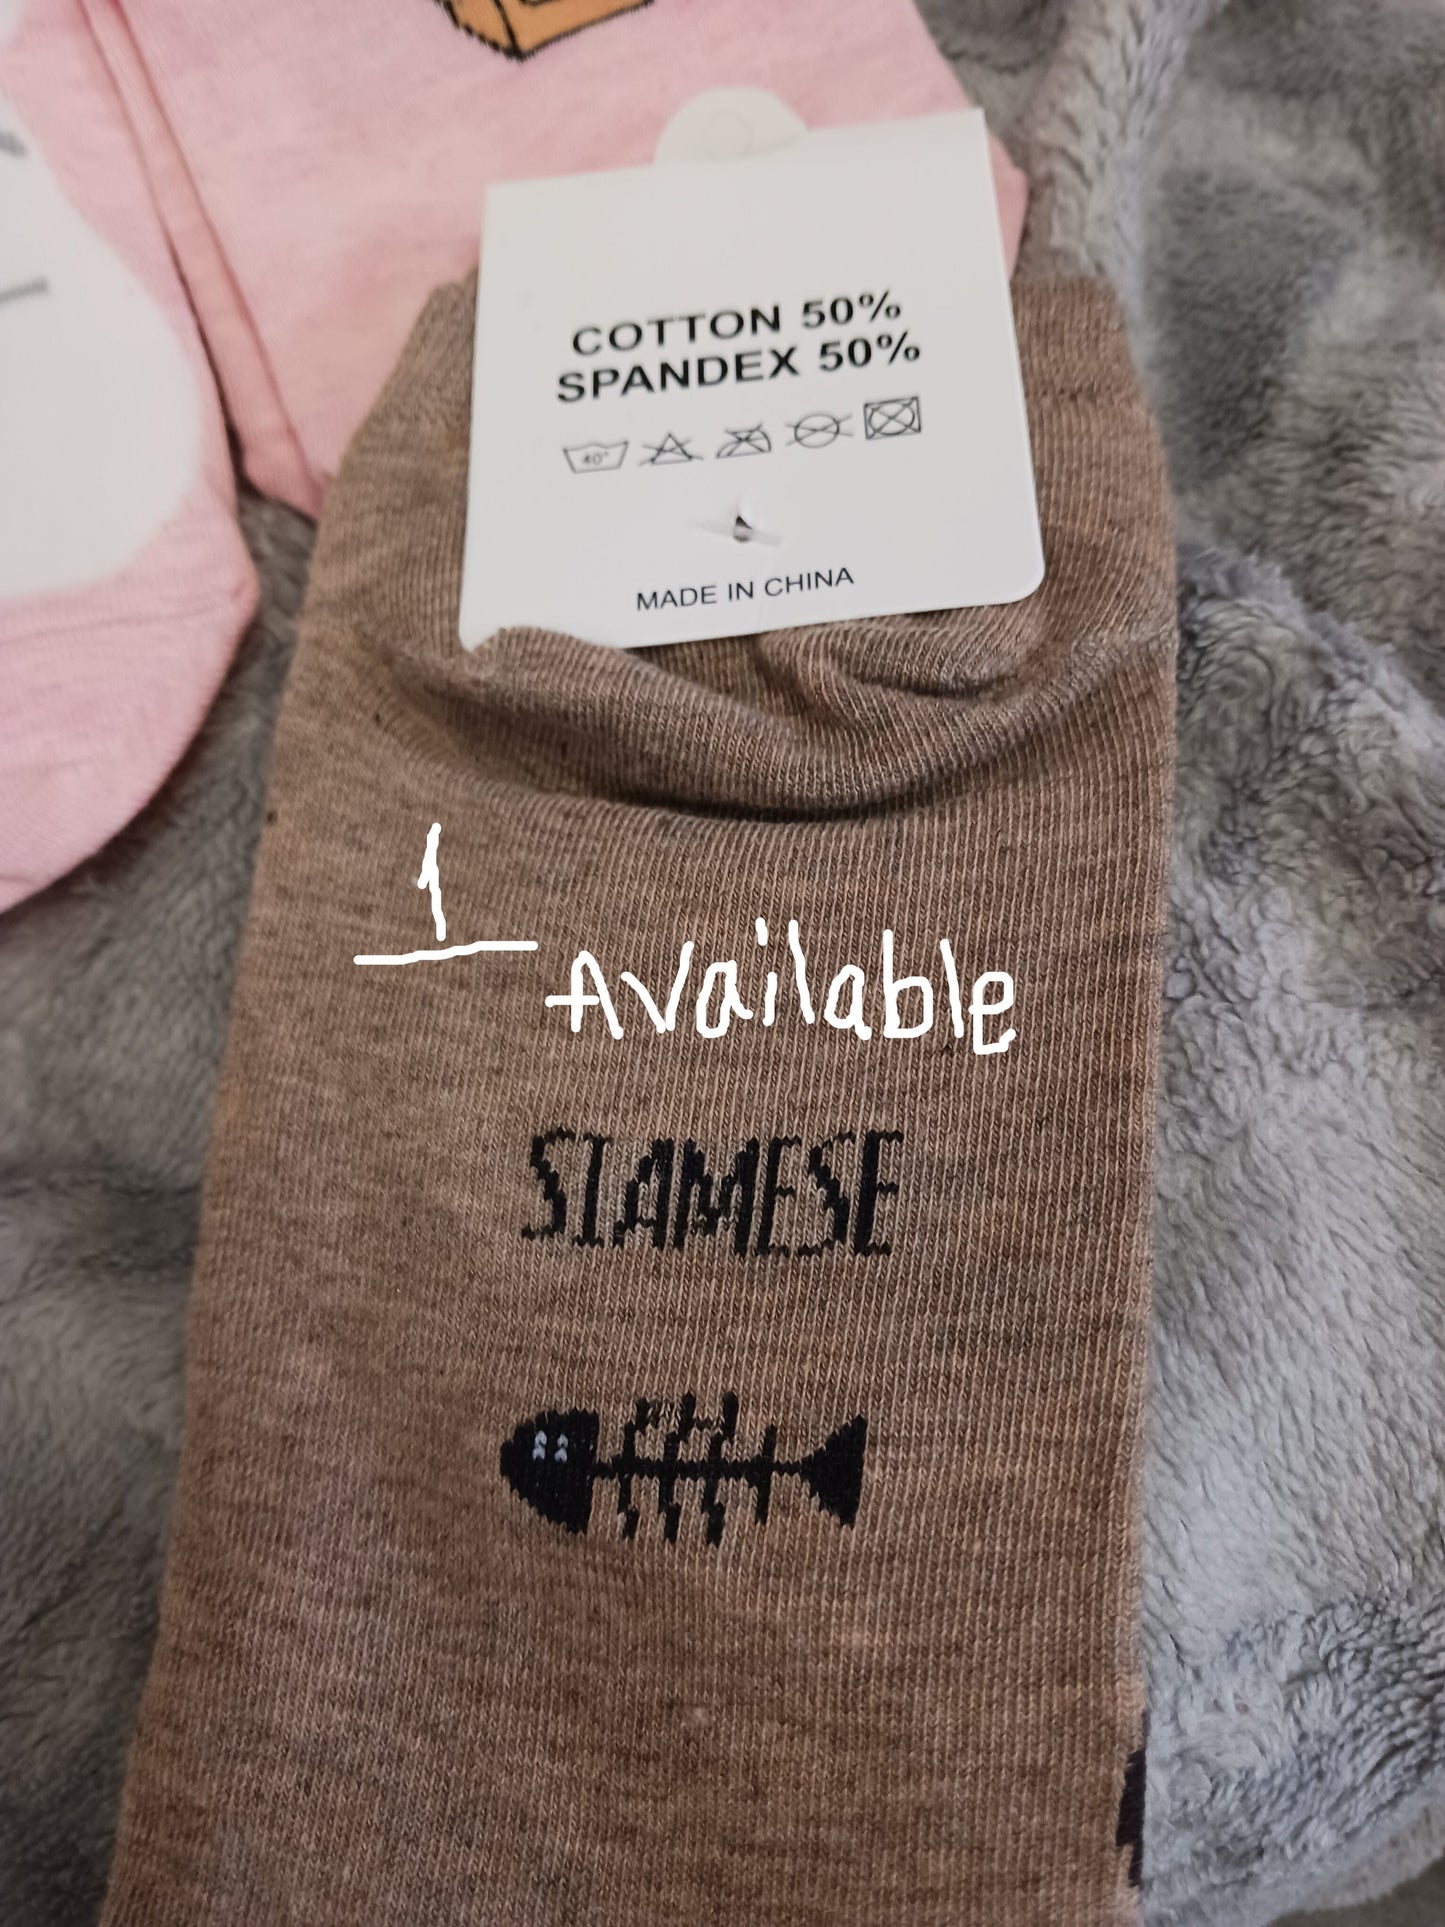 COTTON 50%
SPANDEX 50%
40°
MADE IN CHINA
1
Available
SIAMESE